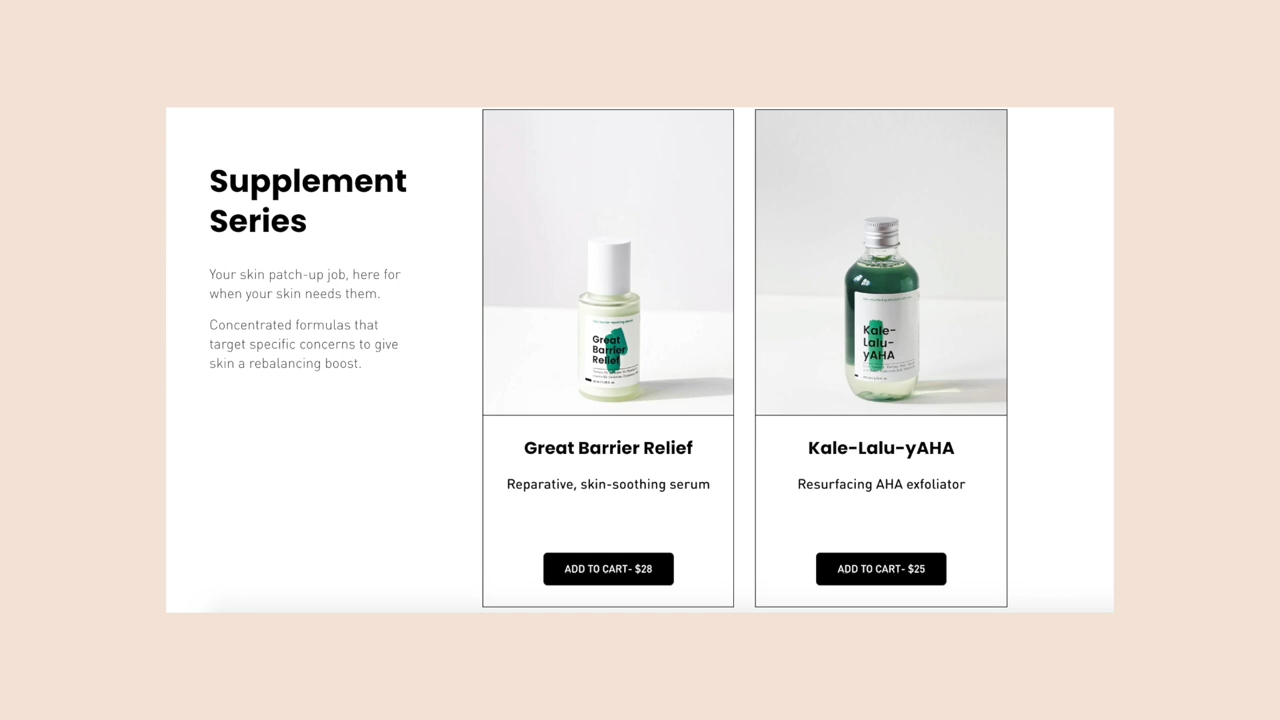 Supplement
Series
Your skin patch-up job, here for
when your skin needs them.
Concentrated formulas that
target specific concerns to give
skin a rebalancing boost.
Great
Barrier
Relief
Great Barrier Relief
Reparative, skin-soothing serum
ADD TO CART- $28
Kale-
Lalu-
yAHA
Kale-Lalu-yAHA
Resurfacing AHA exfoliator
ADD TO CART- $25